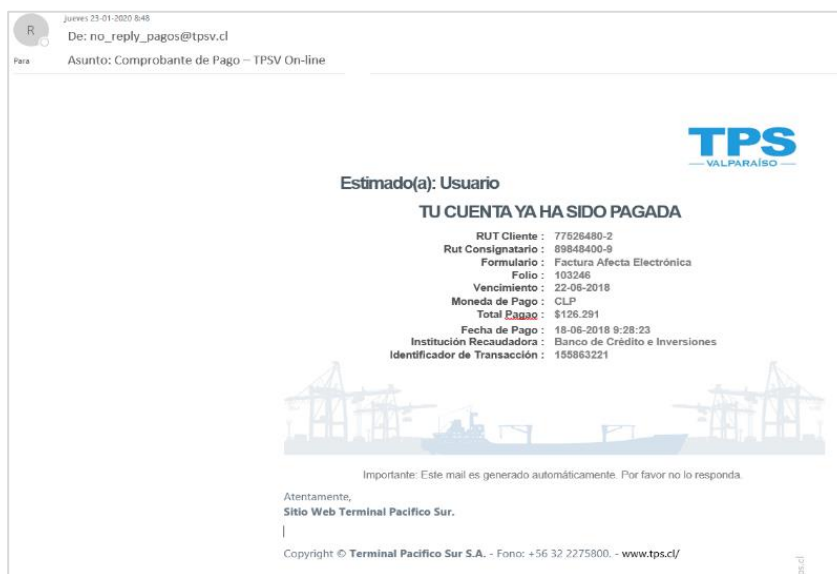 jueves 23-01-2020 8:48
R
De: no_reply_pagos@tpsv.cl
Para
Asunto: Comprobante de Pago – TPSV On-line
TPS
VALPARAÍSO
Estimado(a): Usuario
TU CUENTA YA HA SIDO PAGADA
RUT Cliente : 77526480-2
Rut Consignatario : 89848400-9
Formulario : Factura Afecta Electrónica
Folio : 103246
Vencimiento : 22-06-2018
Moneda de Pago : CLP
Total Pagao : $126.291
Fecha de Pago : 18-06-2018 9:28:23
Institución Recaudadora : Banco de Crédito e Inversiones
Identificador de Transacción : 155863221
Importante: Este mail es generado automáticamente. Por favor no lo responda.
Atentamente,
Sitio Web Terminal Pacifico Sur.
Copyright © Terminal Pacifico Sur S.A. - Fono: +56 32 2275800. - www.tps.cl/
ps.cl